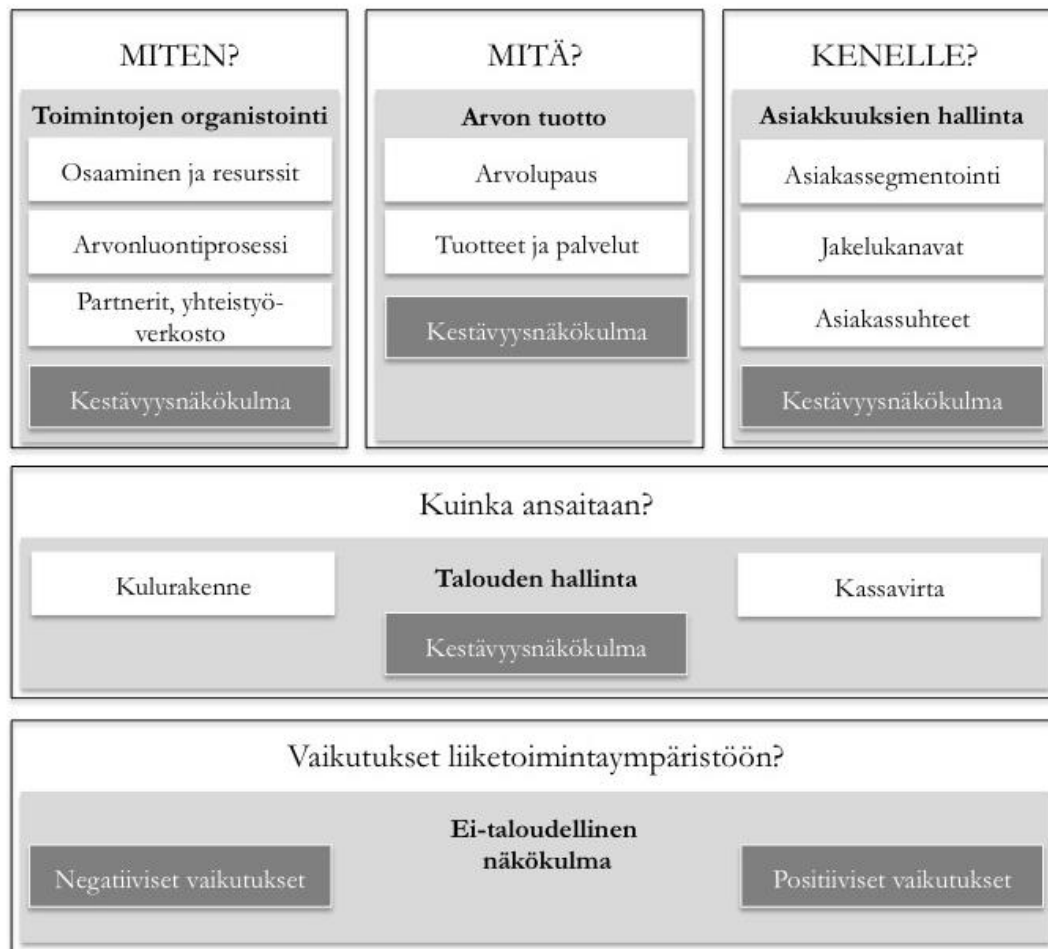 MITEN?
Toimintojen organistointi
Osaaminen ja resurssit
Arvonluontiprosessi
Partnerit, yhteistyö-
verkosto
Kestävyysnäkökulma
MITÄ?
Arvon tuotto
Arvolupaus
Tuotteet ja palvelut
Kestävyysnäkökulma
KENELLE?
Asiakkuuksien hallinta
Asiakassegmentointi
Jakelukanavat
Asiakassuhteet
Kestävyysnäkökulma
Kuinka ansaitaan?
Kulurakenne
Talouden hallinta
Kestävyysnäkökulma
Kassavirta
Vaikutukset liiketoimintaympäristöön?
Ei-taloudellinen
näkökulma
Negatiiviset vaikutukset
Positiiviset vaikutukset